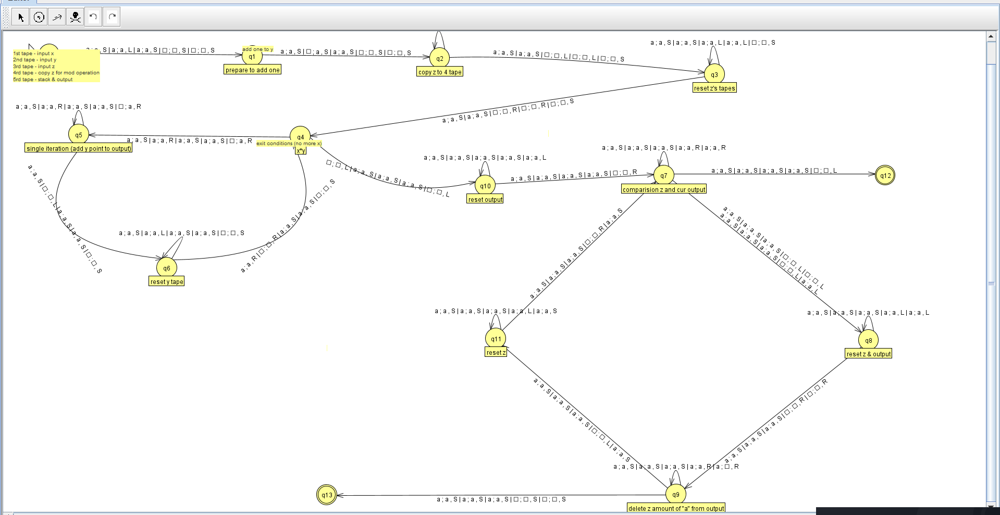 a ; a , S | a ; a , L | a ; a , S | □ ; □ , S | □ ; □ , S
1st tape - input x
2nd tape - input y
3rd tape - input z
4rd tape - copy z for mod operation
5rd tape - stack & output
add one to y
q1
prepare to add one
a ; a , S | □ ; a , S | a ; a , S | □ ; □ , S | □ ; □ , S
q2
copy z to 4 tape
a ; a , S | a ; a , S | □ ; □ , L | □ ; □ , L | □ ; □ , S
a ; a , S | a ; a , S | a ; a , L | a ; a , L | □ ; □ , S
q3
reset z's tapes
a ; a , S | a ; a , S | □ ; □ , R | □ ; □ , R | □ ; □ , S
a ; a , S | a ; a , R | a ; a , S | a ; a , S | □ ; a , R
q5
single iteration (add y point to output)
a ; a , S | a ; a , R | a ; a , S | a ; a , S | □ ; a , R
q4
exit conditions (no more x)
x*y
□ ; □ , L | a ; a , S | a ; a , S | a ; a , S | □ ; □ , L
a ; a , S | a ; a , S | a ; a , S | a ; a , S | a ; a , L
q10
reset output
a ; a , S | a ; a , S | a ; a , S | a ; a , S | □ ; □ , R
a ; a , S | a ; a , S | a ; a , S | a ; a , R | a ; a , R
q7
comparision z and cur output
a ; a , S | a ; a , S | a ; a , S | a ; a , S | □ ; □ , L
q12
a ; a , S | □ ; □ , L | a ; a , S | a ; a , S | □ ; □ , S
a ; a , S | a ; a , L | a ; a , S | a ; a , S | □ ; □ , S
q6
reset y tape
a ; a , R | □ ; □ , R | a ; a , S | a ; a , S | □ ; □ , S
a ; a , S | a ; a , S | a ; a , S | □ ; □ , R | a ; a , S
a ; a , S | a ; a , S | a ; a , S | □ ; □ , L | □ ; □ , L
a ; a , S | a ; a , S | a ; a , S | □ ; □ , L | a ; a , L
a ; a , S | a ; a , S | a ; a , S | a ; a , L | a ; a , S
q11
reset z
a ; a , S | a ; a , S | a ; a , S | a ; a , L | a ; a , L
q8
reset z & output
a ; a , S | a ; a , S | a ; a , S | □ ; □ , L | a ; a , S
a ; a , S | a ; a , S | a ; a , S | □ ; □ , R | □ ; □ , R
a ; a , S | a ; a , S | a ; a , S | a ; a , R | a ; □ , R
q9
delete z amount of "a" from output
a ; a , S | a ; a , S | a ; a , S | □ ; □ , S | □ ; □ , S
q13